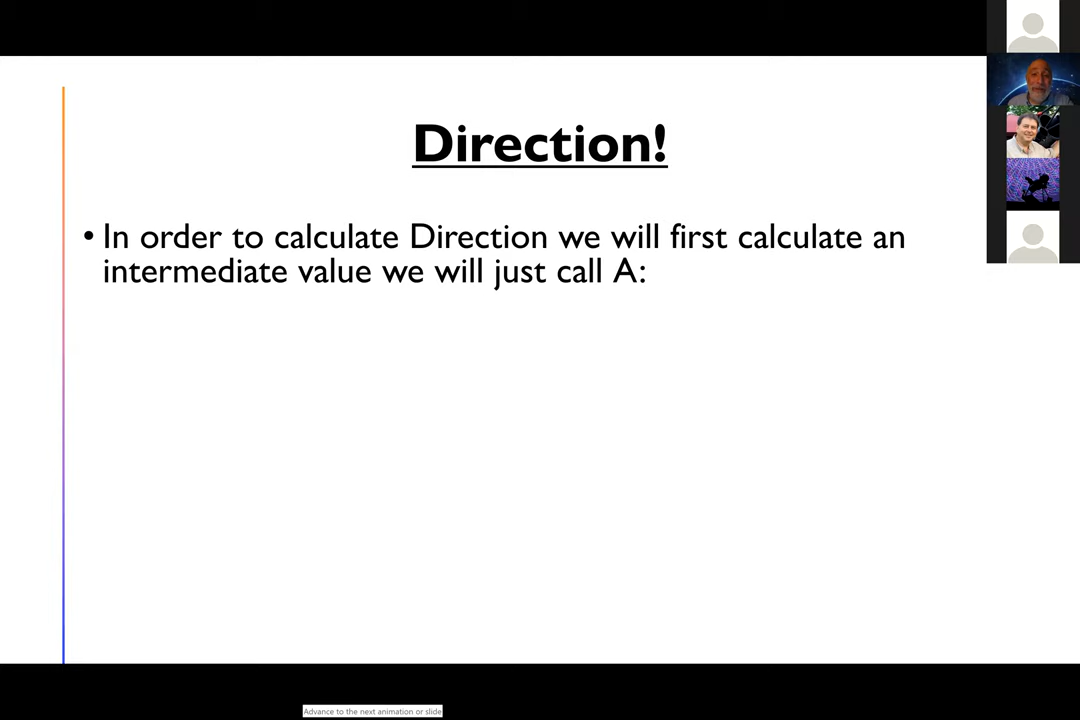 Direction!
• In order to calculate Direction we will first calculate an
intermediate value we will just call A:
Advance to the next animation or slide